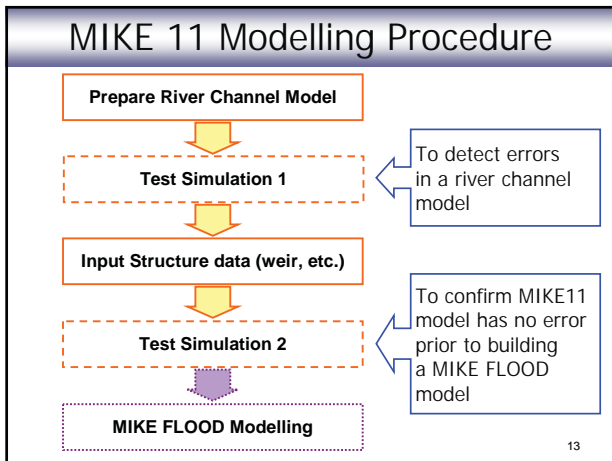 MIKE 11 Modelling Procedure
Prepare River Channel Model
Test Simulation 1
To detect errors
in a river channel
model
Input Structure data (weir, etc.)
Test Simulation 2
To confirm MIKE11
model has no error
prior to building
a MIKE FLOOD
model
MIKE FLOOD Modelling
13